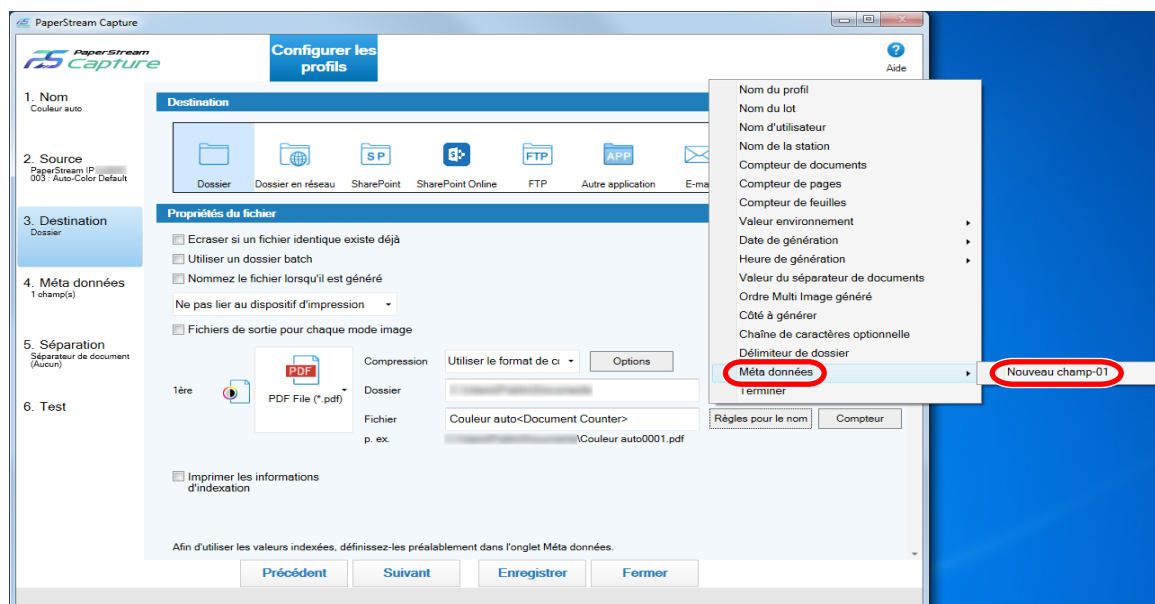 PaperStream Capture
PaperStream
Capture
Configurer les
profils
Aide
1. Nom
Couleur auto
2. Source
PaperStream IP
003 : Auto-Color Default
3. Destination
Dossier
4. Méta données
1 champ(s)
5. Séparation
Séparateur de document
(Aucun)
6. Test
Destination
Dossier
Dossier en réseau
SP
SharePoint
SharePoint Online
FTP
FTP
APP
Autre application
E-ma
Propriétés du fichier
Ecraser si un fichier identique existe déjà
Utiliser un dossier batch
Nommez le fichier lorsqu'il est généré
Ne pas lier au dispositif d'impression
Fichiers de sortie pour chaque mode image
1ère
PDF
PDF File (*.pdf)
Compression
Utiliser le format de co
Options
Dossier
Fichier
Couleur auto<Document Counter>
Règles pour le nom
Compteur
p. ex.
\Couleur auto0001.pdf
Imprimer les informations
d'indexation
Afin d'utiliser les valeurs indexées, définissez-les préalablement dans l'onglet Méta données.
Précédent
Suivant
Enregistrer
Fermer
Nom du profil
Nom du lot
Nom d'utilisateur
Nom de la station
Compteur de documents
Compteur de pages
Compteur de feuilles
Valeur environnement
Date de génération
Heure de génération
Valeur du séparateur de documents
Ordre Multi Image généré
Côté à générer
Chaîne de caractères optionnelle
Délimiteur de dossier
Méta données
Terminer
Nouveau champ-01